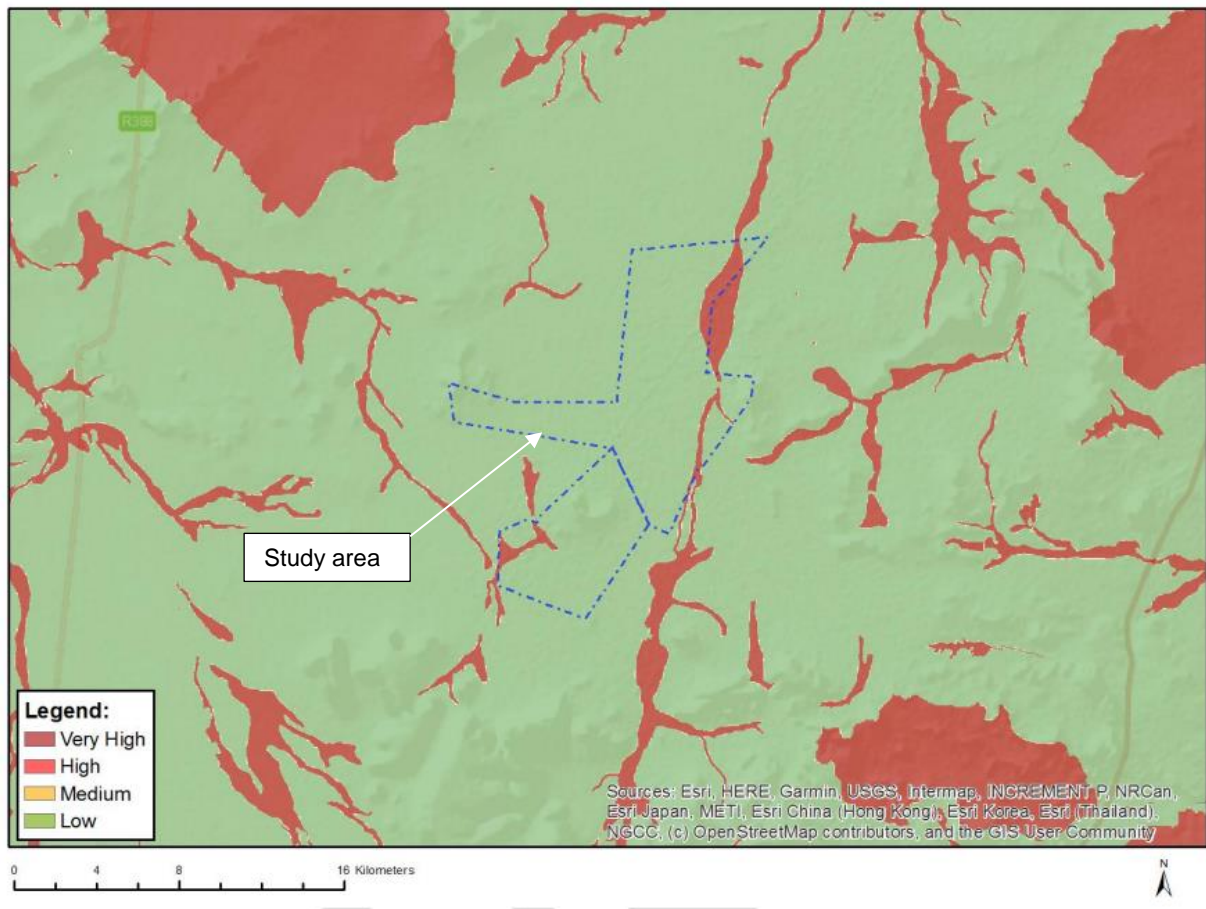 R388
Study area
Legend:
Very High
High
Medium
Low
Sources: Esri, HERE, Garmin, USGS, Intermap, INCREMENT P, NRCan,
Esri Japan, METI, Esri China (Hong Kong), Esri Korea, Esri (Thailand),
NGCC, (c) OpenStreetMap contributors, and the GIS User Community
0 4 8 16 Kilometers
N